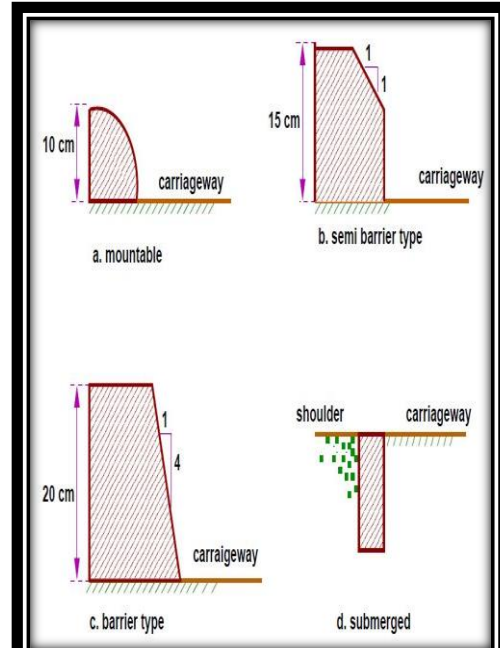 10 cm
carriageway
a. mountable
1
1
15 cm
carriageway
b. semi barrier type
1
4
20 cm
carraigeway
c. barrier type
shoulder
carriageway
d. submerged